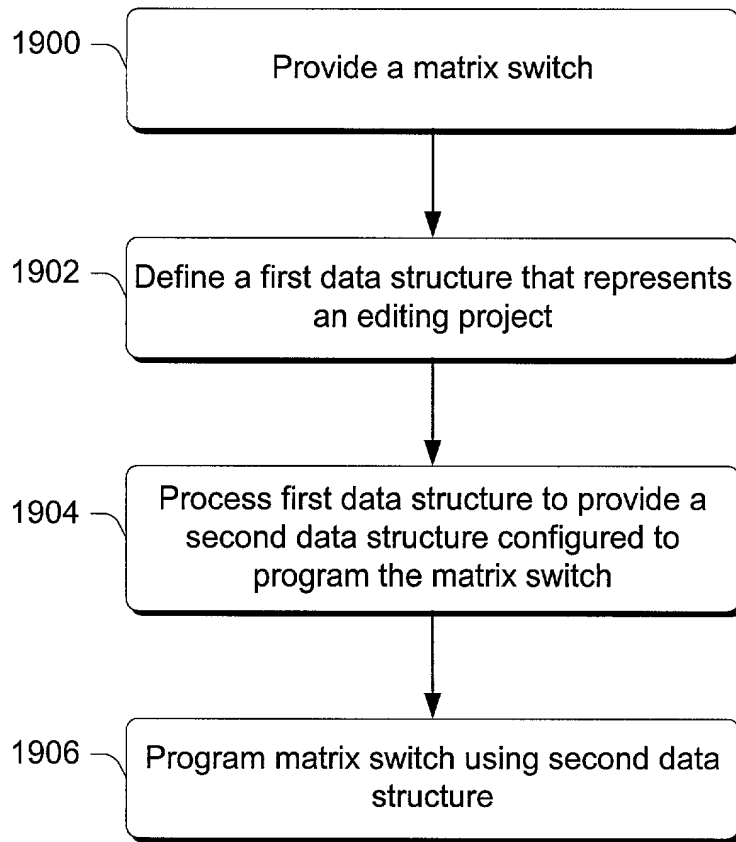 1900
Provide a matrix switch
1902
Define a first data structure that represents
an editing project
1904
Process first data structure to provide a
second data structure configured to
program the matrix switch
1906
Program matrix switch using second data
structure